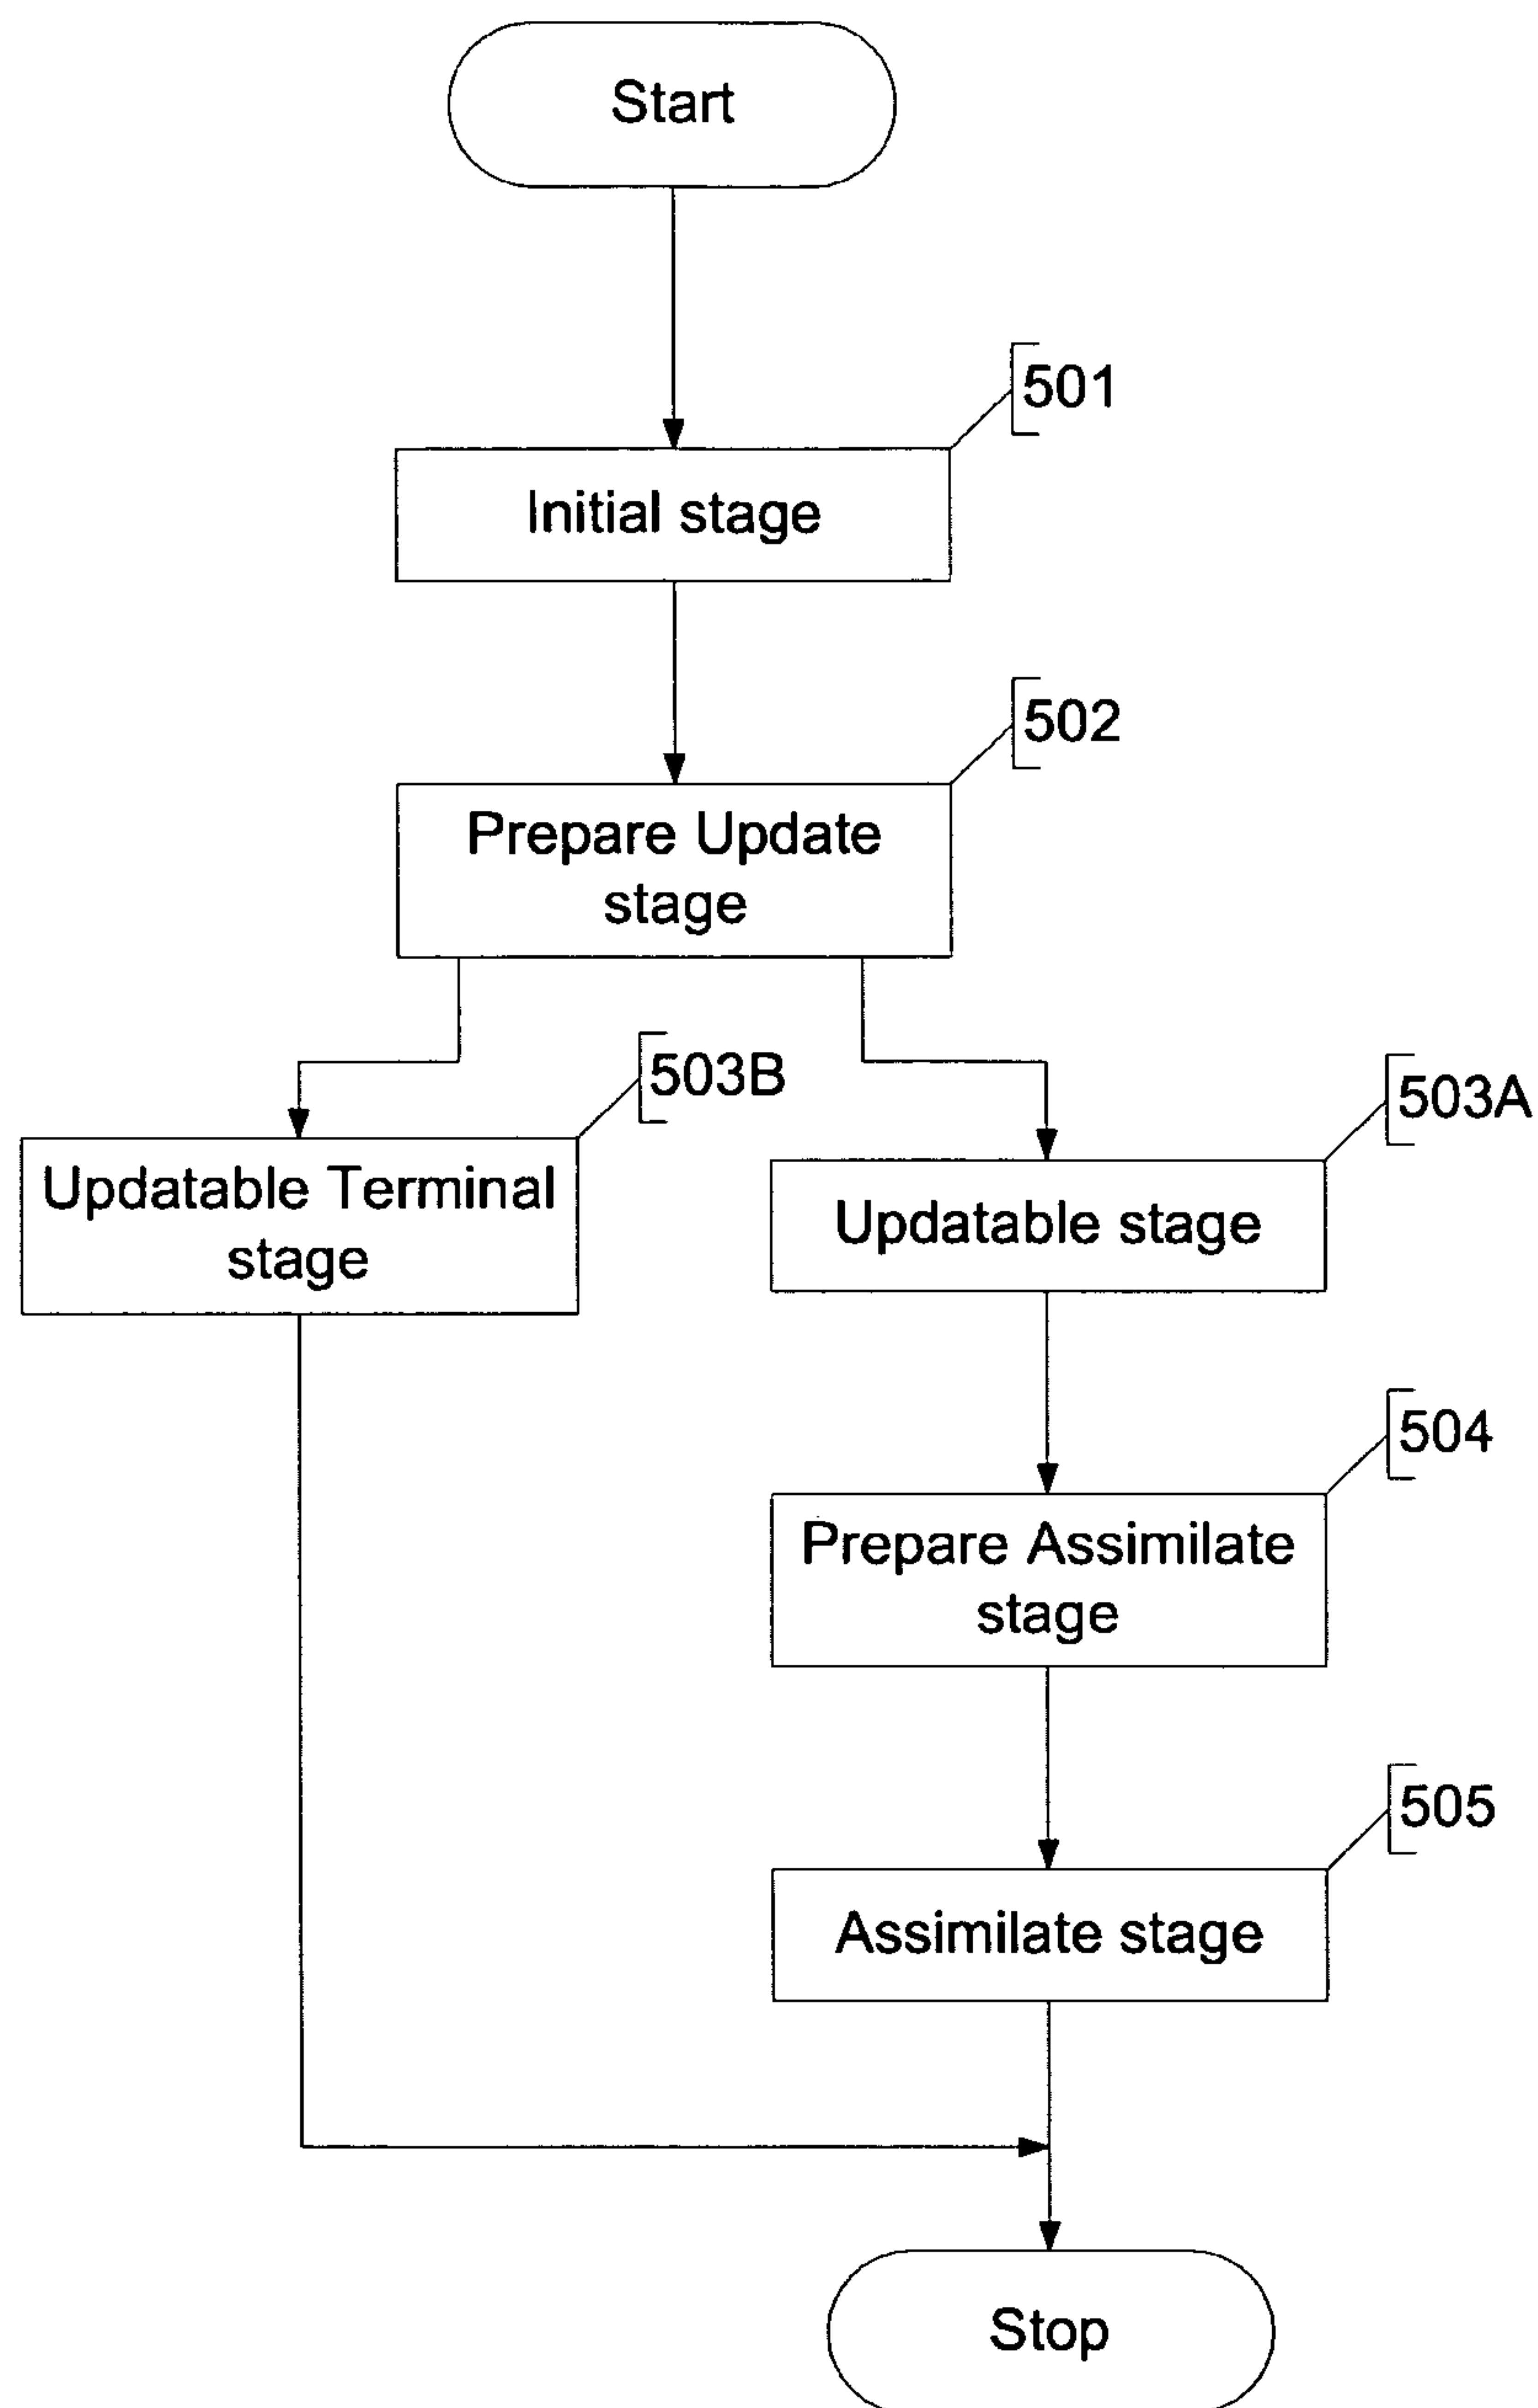 Start
501
Initial stage
502
Prepare Update
stage
503B
503A
Updatable Terminal
stage
Updatable stage
504
Prepare Assimilate
stage
505
Assimilate stage
Stop